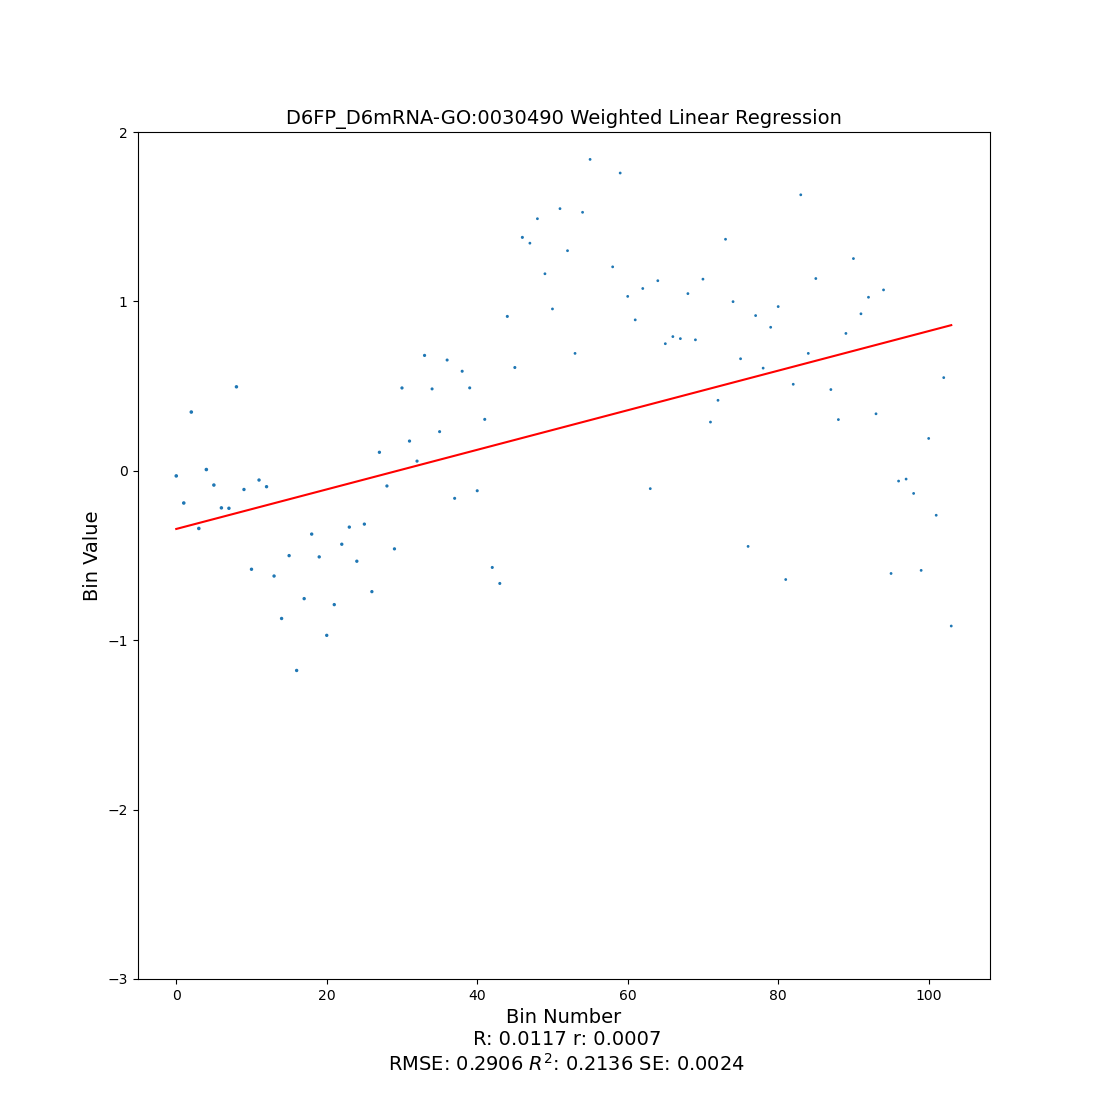 D6FP_D6mRNA-GO:0030490 Weighted Linear Regression
2
1
0
−1
−2
−3
Bin Value
0 20 40 60 80 100
Bin Number
R: 0.0117 r: 0.0007
RMSE: 0.2906 R²: 0.2136 SE: 0.0024